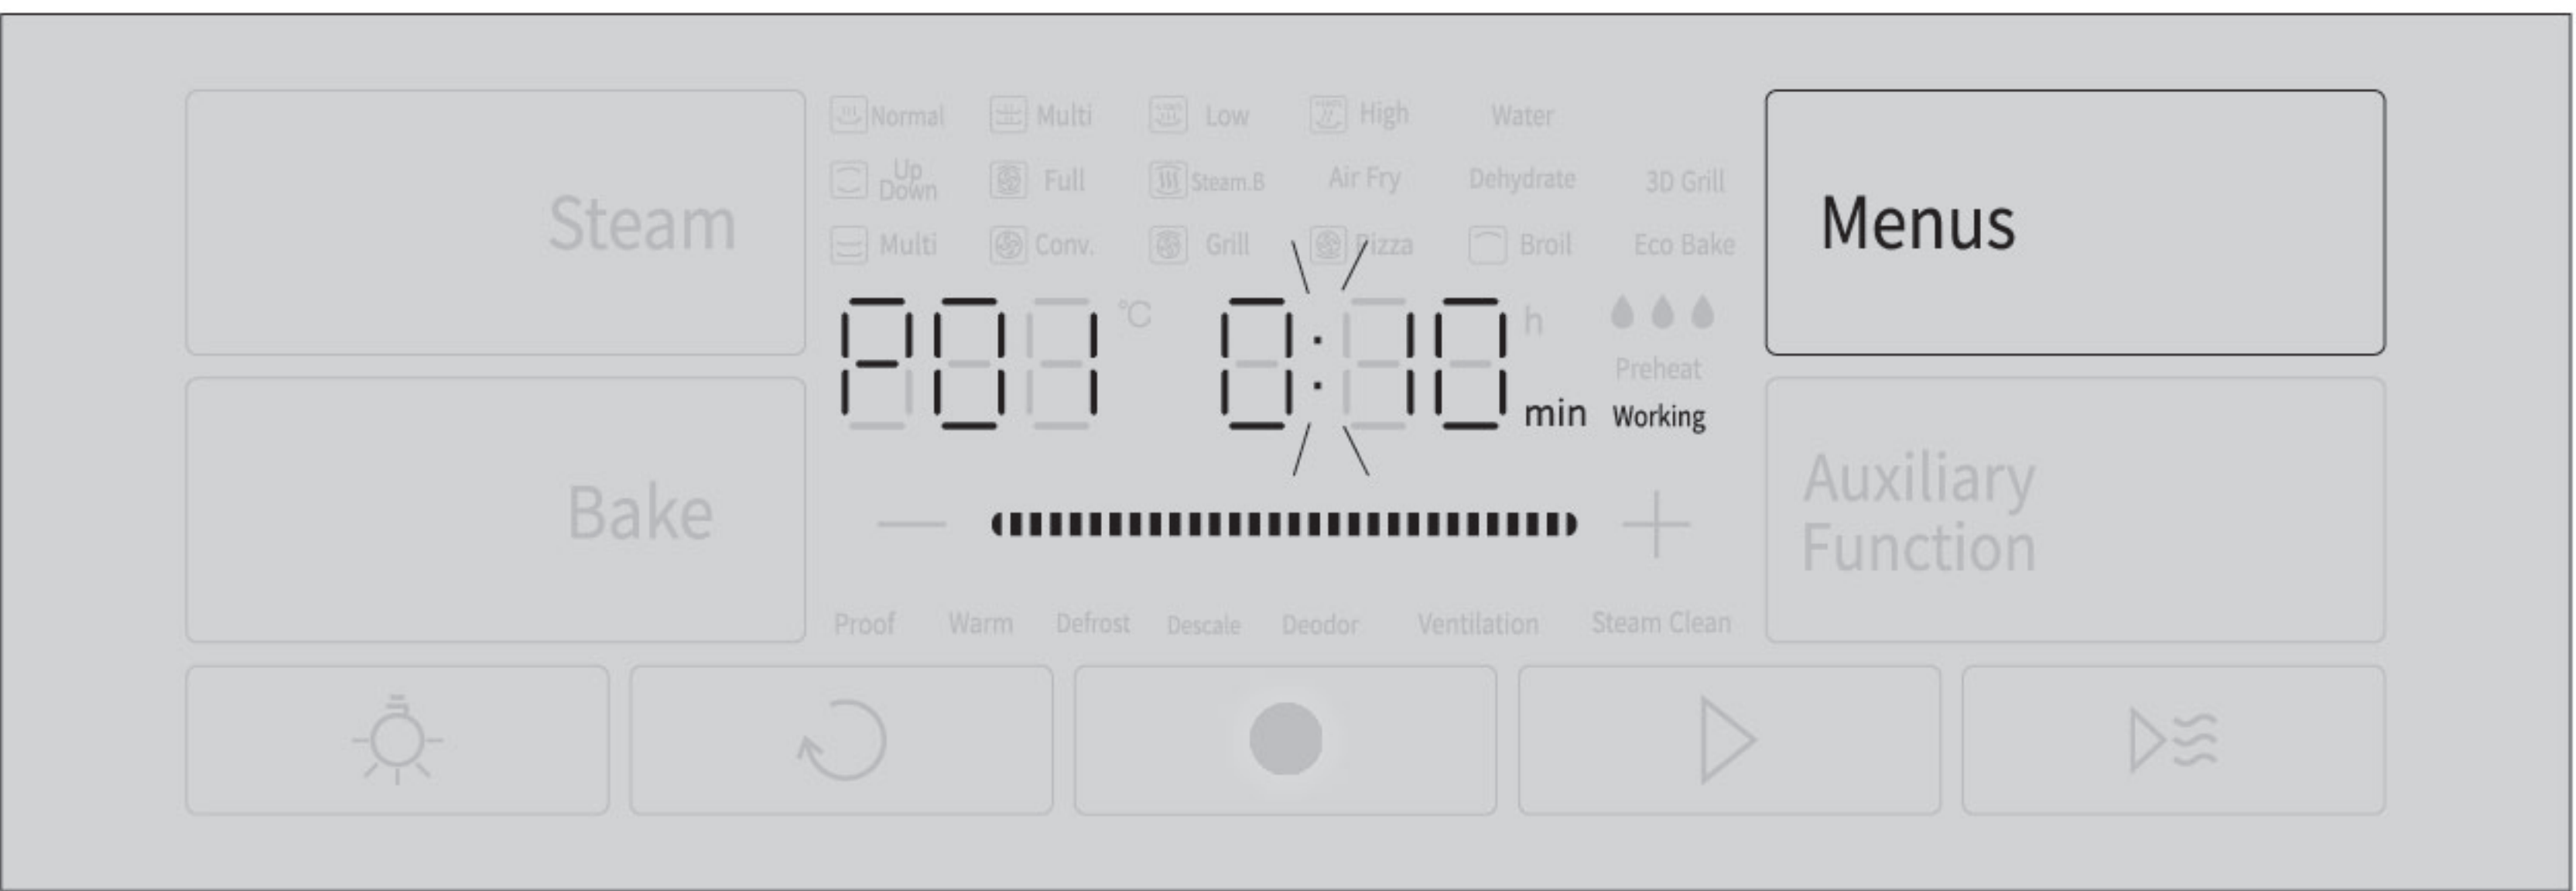 Normal Multi Low High Water
Up Down Full Steam.B Air Fry Dehydrate 3D Grill
Multi Conv. Grill Pizza Broil Eco Bake
Steam
Menus
P01 °C 0:10 h min
Preheat
Working
Bake
Auxiliary
Function
Proof Warm Defrost Descale Deodor Ventilation Steam Clean